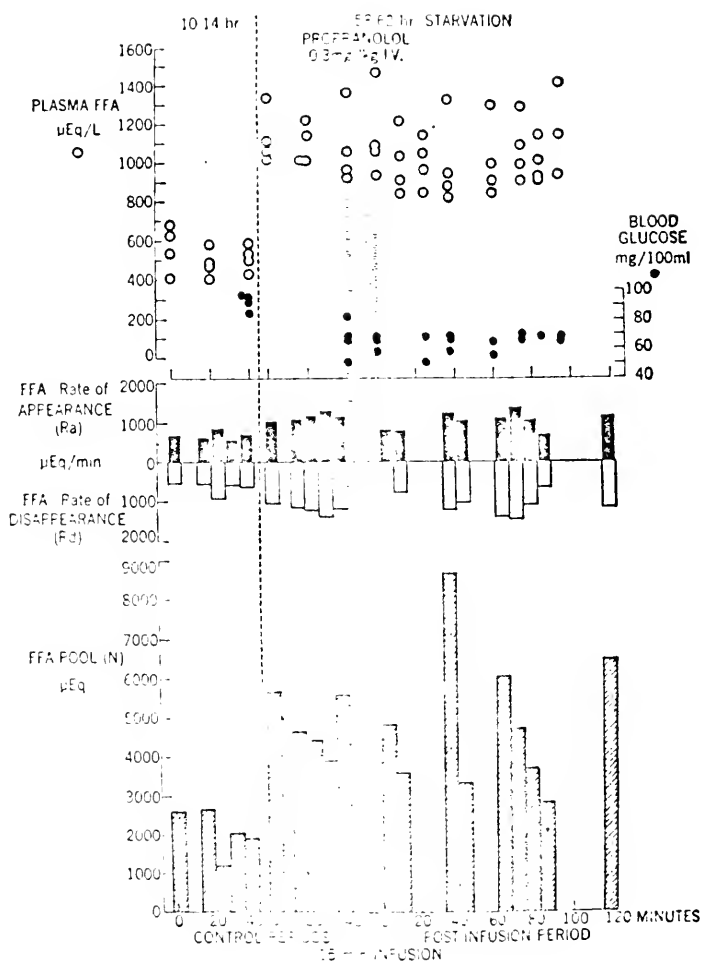 10-14 hr
STARVATION
PROPRANOLOL
1600
1400
PLASMA FFA
1200
µEq/L
1000
800
BLOOD
GLUCOSE
mg/100ml
600
100
400
80
200
60
0
40
2000
FFA Rate of
APPEARANCE
1000
(Ra)
µEq/min
0
FFA Rate of
1000
DISAPPEARANCE
2000
(Rd)
9000
8000
7000
FFA POOL (N)
6000
µEq
5000
4000
3000
2000
1000
0
0
20
20
40
60
80
100
120 MINUTES
POST INFUSION PERIOD
INFUSION